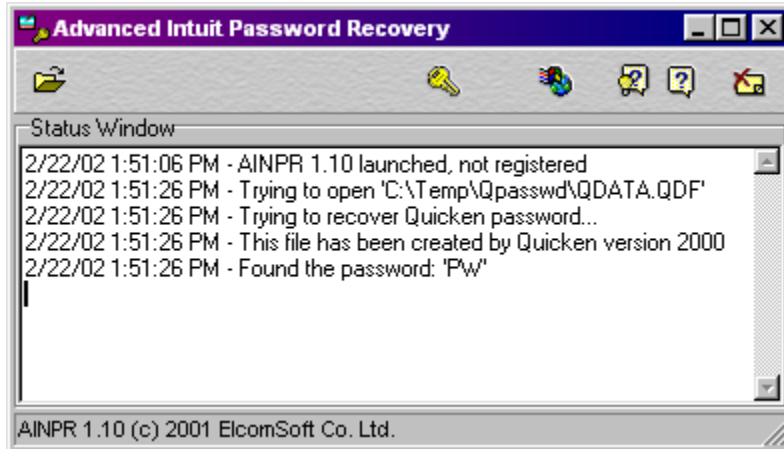 Advanced Intuit Password Recovery
Status Window
2/22/02 1:51:06 PM - AINPR 1.10 launched, not registered
2/22/02 1:51:26 PM - Trying to open 'C:\Temp\Qpasswd\QDATA.QDF'
2/22/02 1:51:26 PM - Trying to recover Quicken password...
2/22/02 1:51:26 PM - This file has been created by Quicken version 2000
2/22/02 1:51:26 PM - Found the password: 'PW'
AINPR 1.10 (c) 2001 ElcomSoft Co. Ltd.